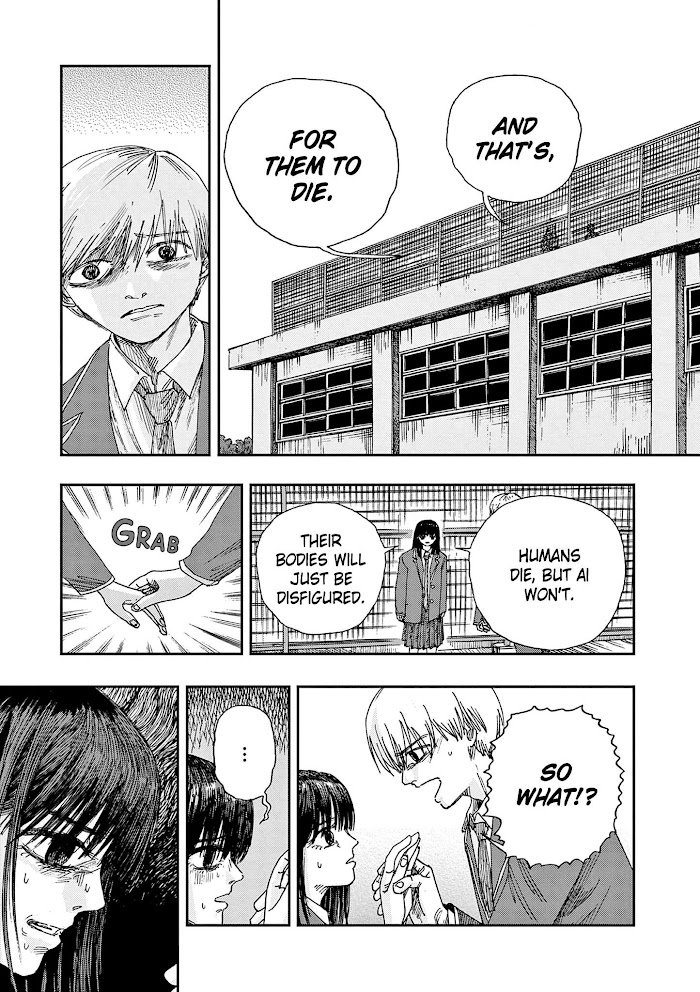 AND
THAT'S,
FOR
THEM TO
DIE.
HUMANS
DIE, BUT AI
WON'T.
THEIR
BODIES WILL
JUST BE
DISFIGURED.
GRAB
SO
WHAT!?
...